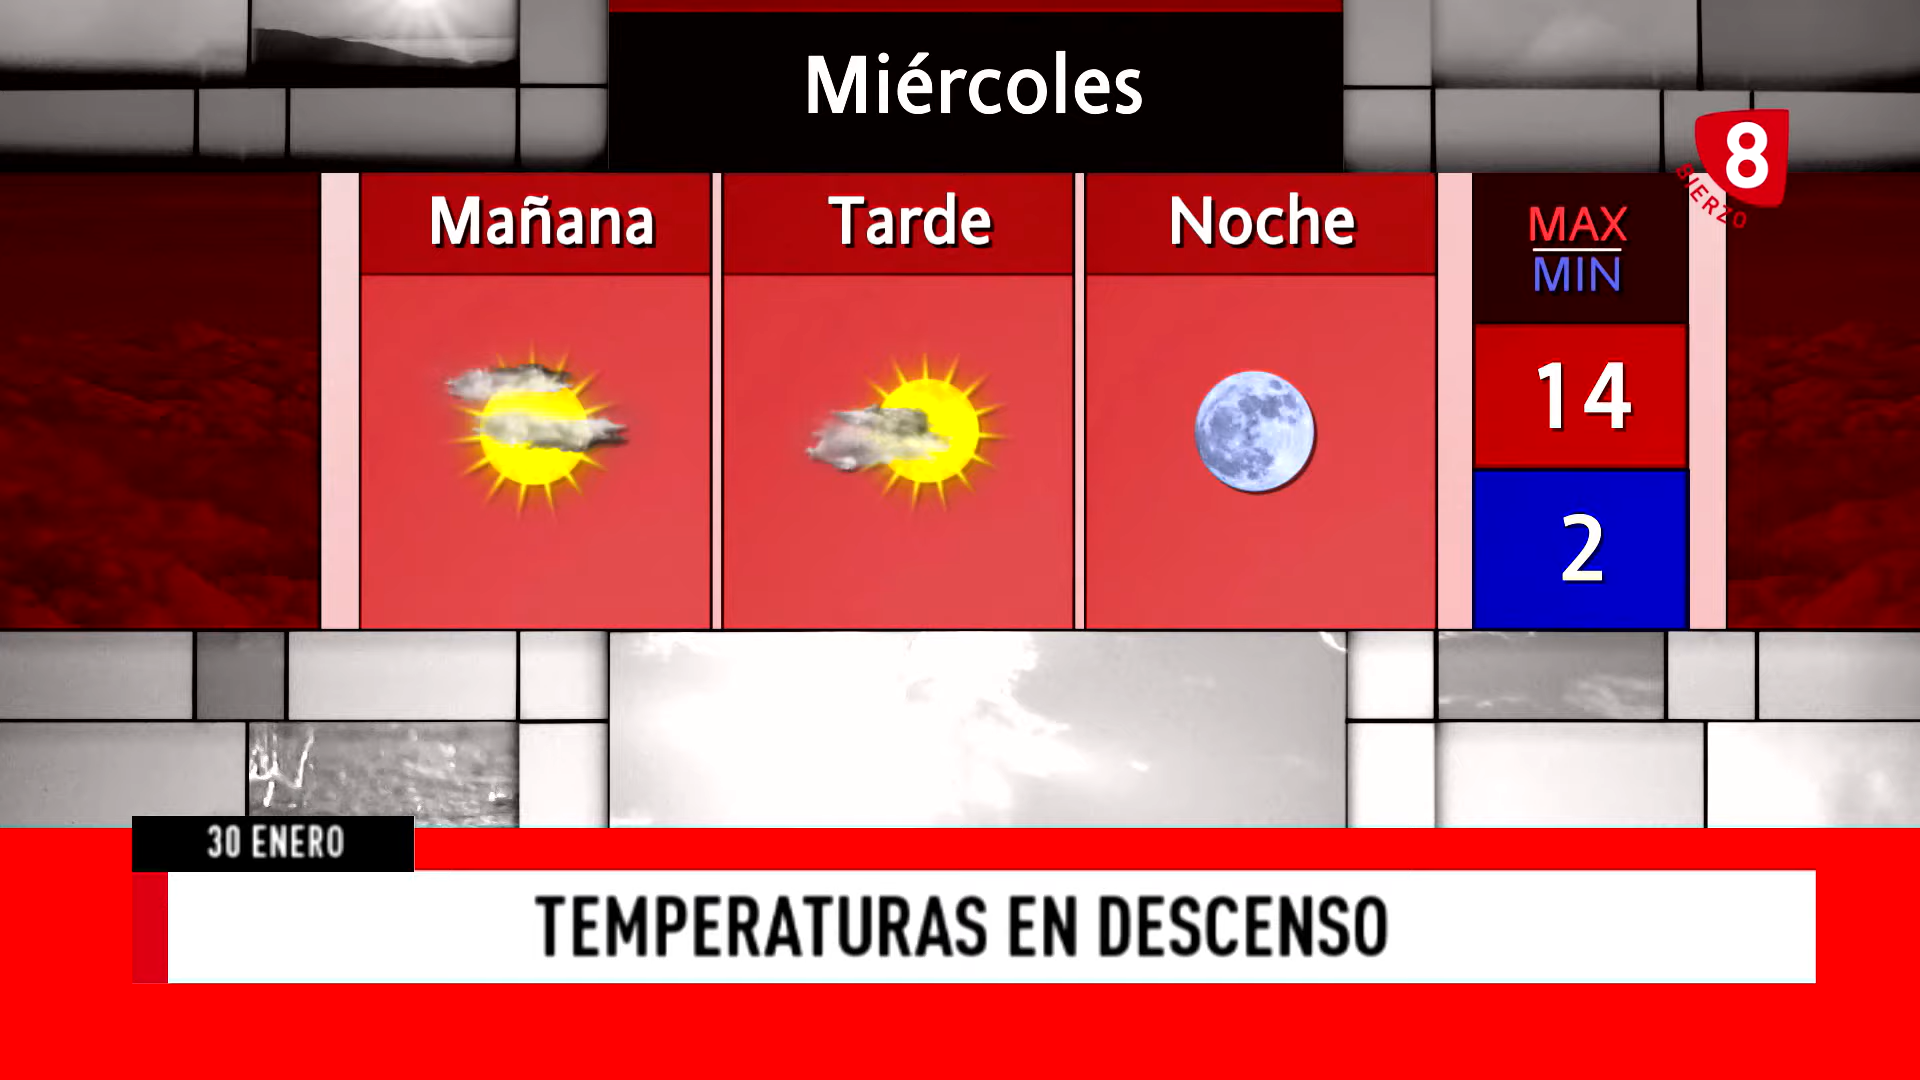 Miércoles
8
BIERZO
Mañana
Tarde
Noche
MAX
MIN
14
2
30 ENERO
TEMPERATURAS EN DESCENSO